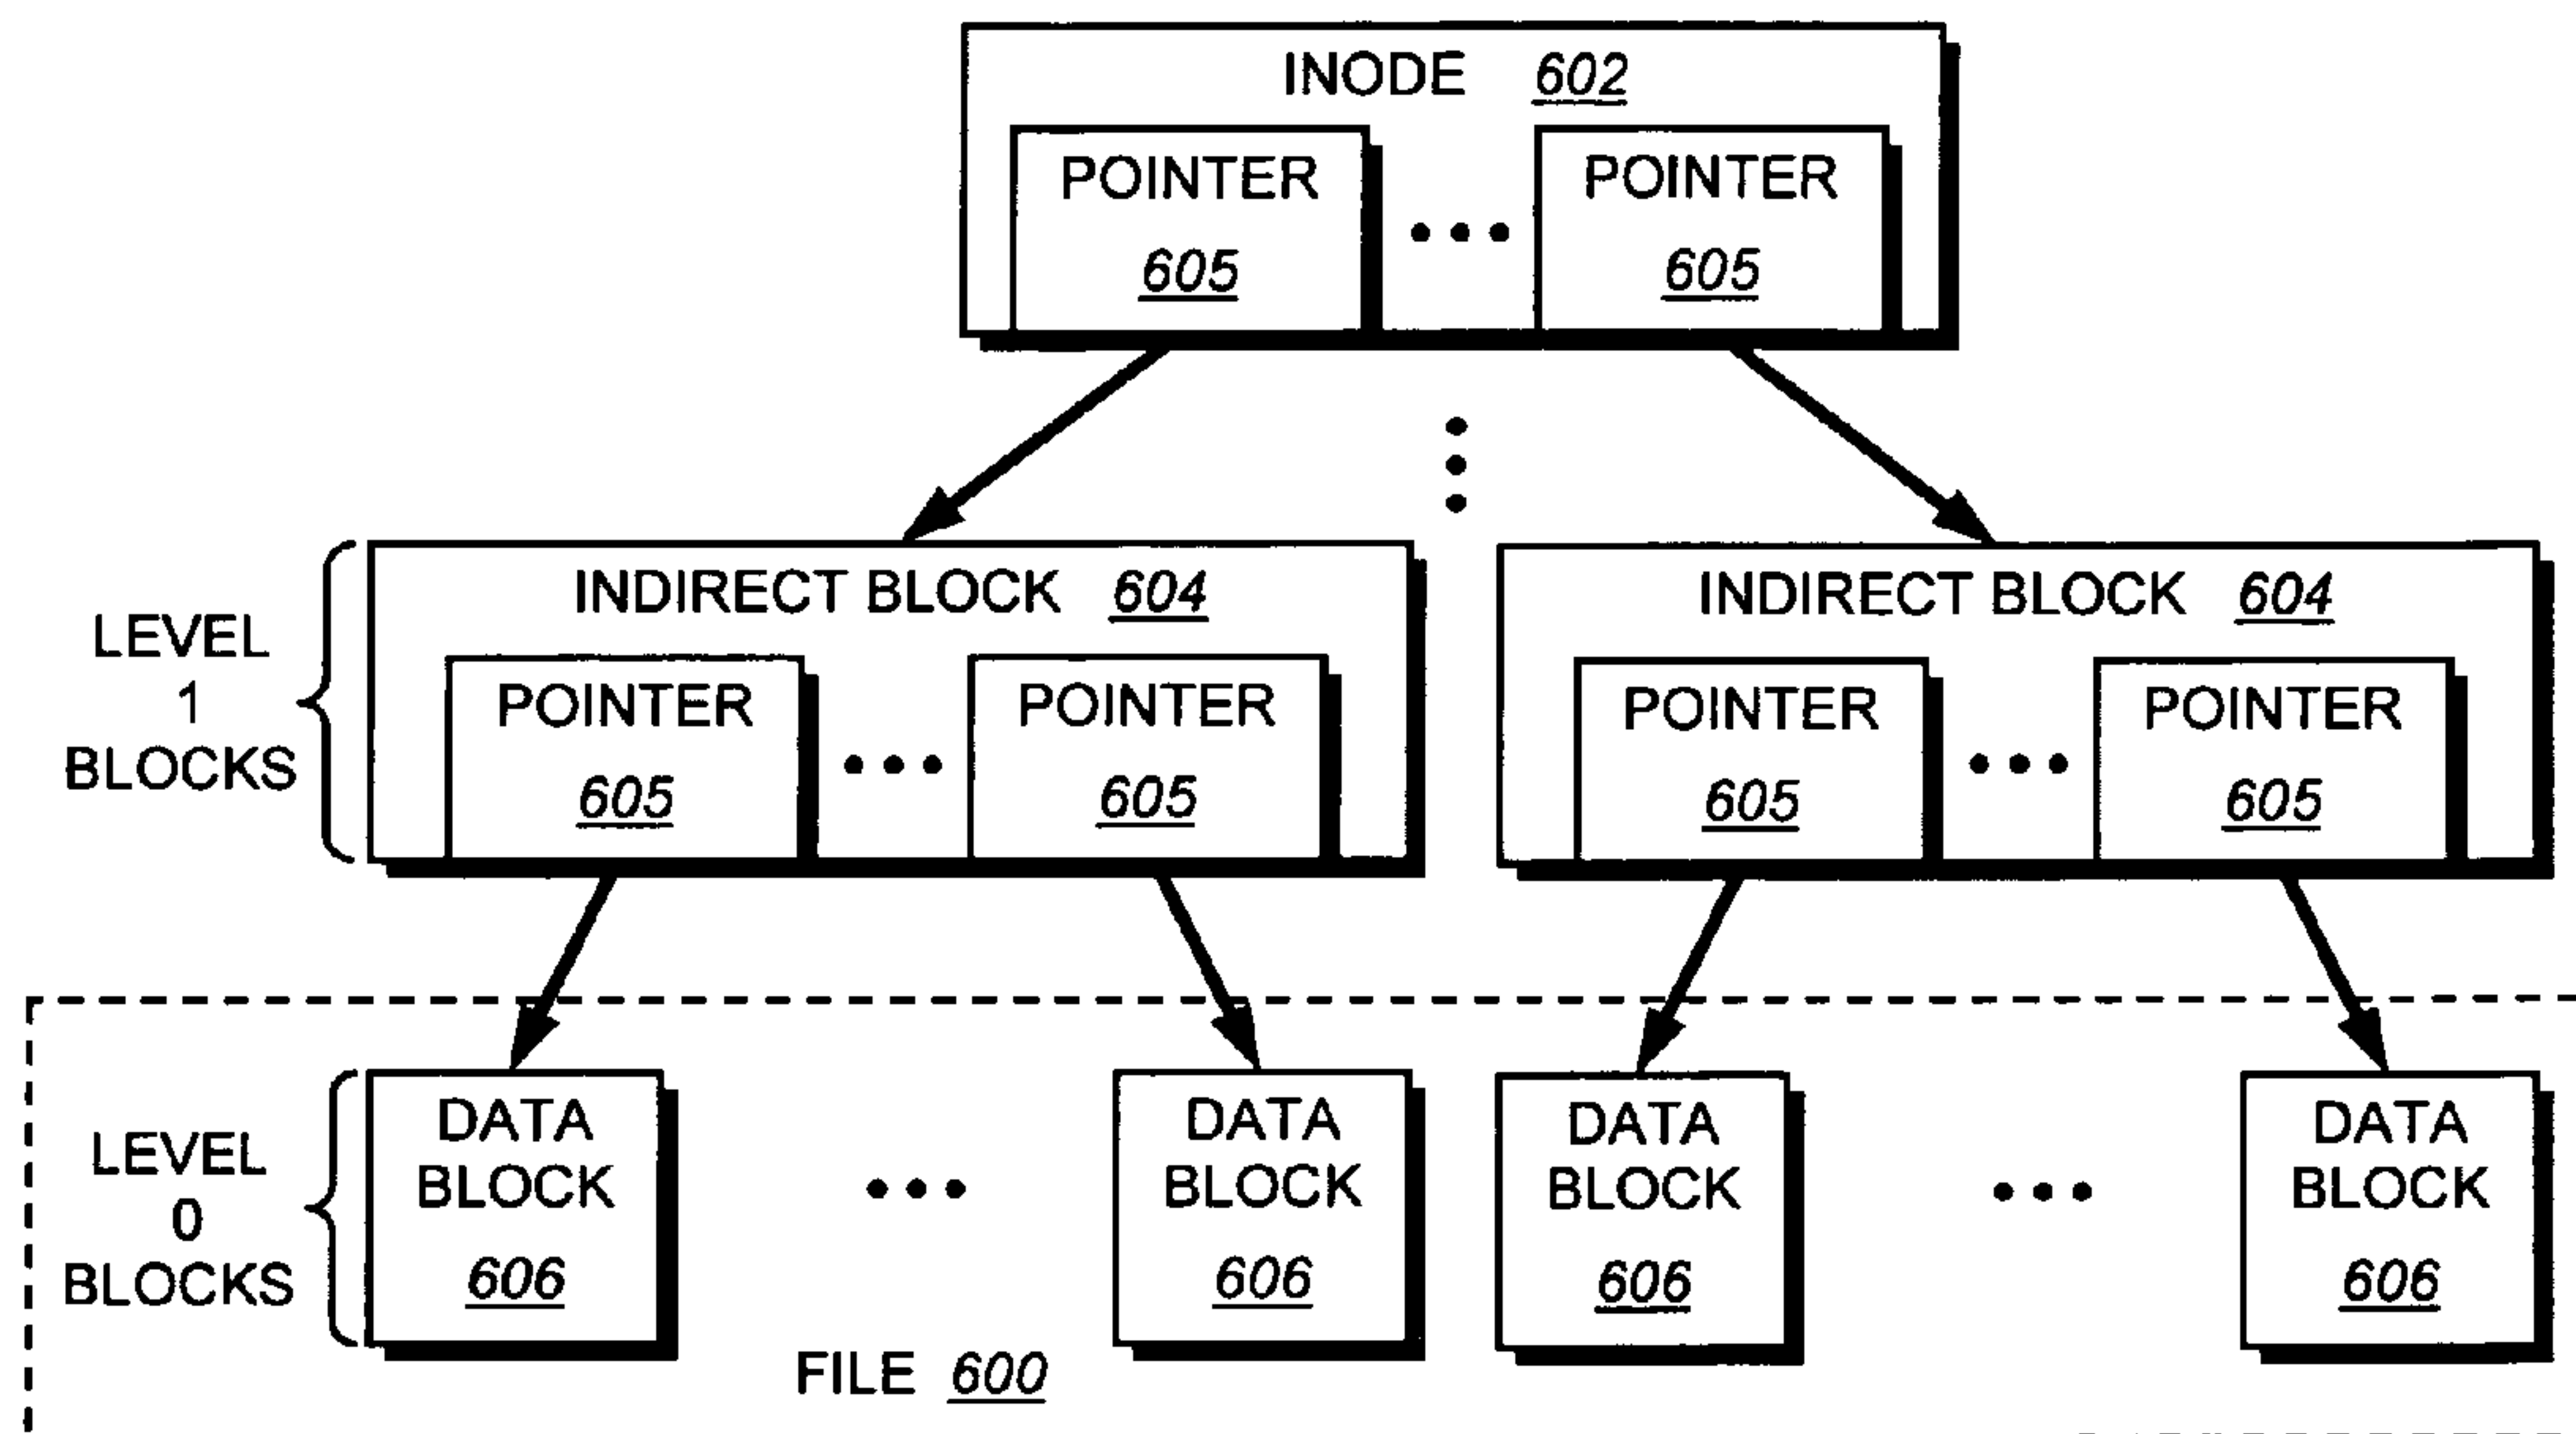 INODE 602
POINTER POINTER
605 605
INDIRECT BLOCK 604 INDIRECT BLOCK 604
LEVEL
1
BLOCKS
POINTER POINTER POINTER POINTER
605 605 605 605
LEVEL
0
BLOCKS
DATA BLOCK 606
DATA BLOCK 606
DATA BLOCK 606
DATA BLOCK 606
FILE 600